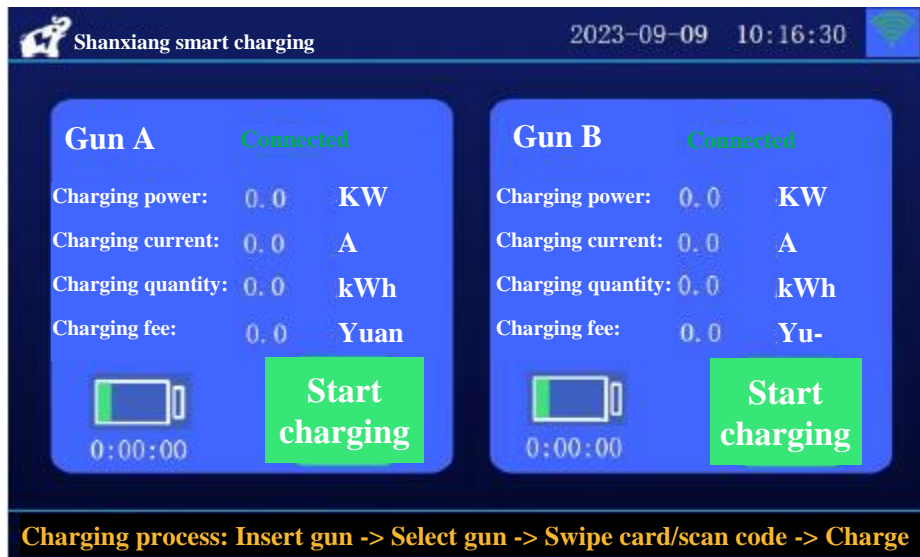 Shanxiang smart charging 2023-09-09 10:16:30
Gun A Connected
Charging power: 0.0 KW
Charging current: 0.0 A
Charging quantity: 0.0 kWh
Charging fee: 0.0 Yuan
0:00:00
Start
charging
Gun B Connected
Charging power: 0.0 KW
Charging current: 0.0 A
Charging quantity: 0.0 kWh
Charging fee: 0.0 Yu-
0:00:00
Start
charging
Charging process: Insert gun -> Select gun -> Swipe card/scan code -> Charge